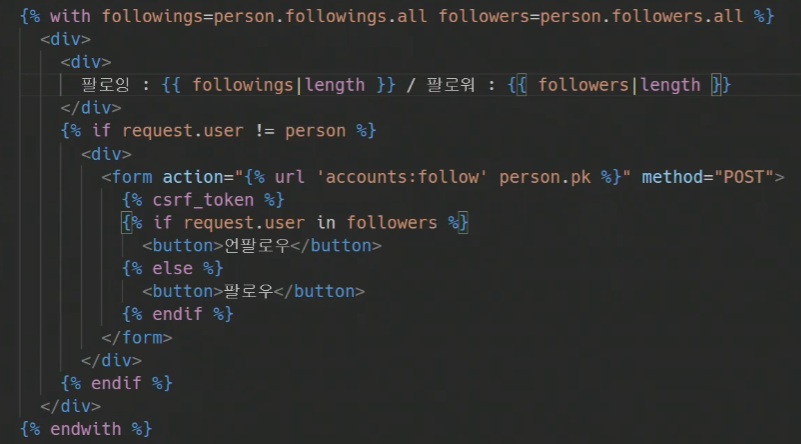 {% with followings=person.followings.all followers=person.followers.all %}
<div>
<div>
팔로잉 : {{ followings|length }} / 팔로워 : {{ followers|length }}
</div>
{% if request.user != person %}
<div>
<form action="{% url 'accounts:follow' person.pk %}" method="POST">
{% csrf_token %}
{% if request.user in followers %}
<button>언팔로우</button>
{% else %}
<button>팔로우</button>
{% endif %}
</form>
</div>
{% endif %}
</div>
{% endwith %}